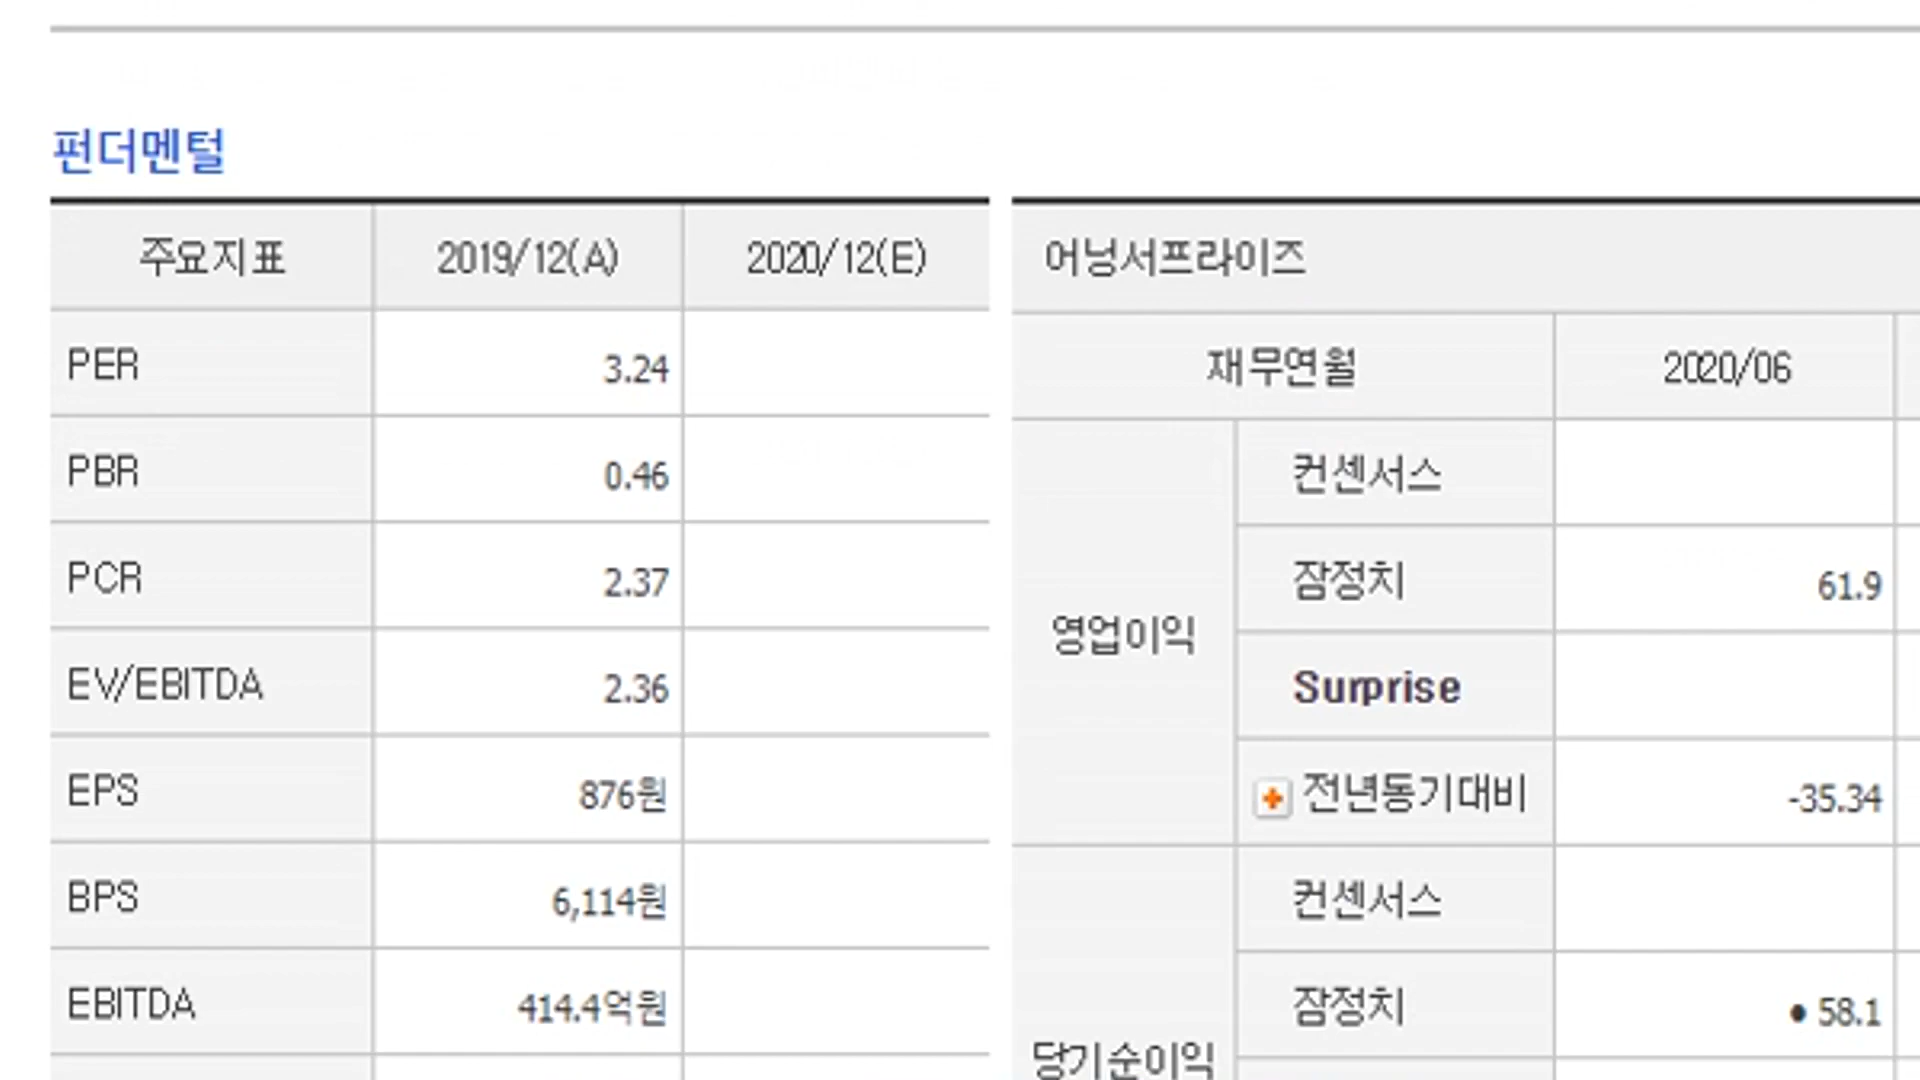 펀더멘털
주요지표 2019/12(A) 2020/12(E)
PER 3.24
PBR 0.46
PCR 2.37
EV/EBITDA 2.36
EPS 876원
BPS 6,114원
EBITDA 414.4억원
어닝서프라이즈
재무연월 2020/06
영업이익
컨센서스
잠정치 61.9
Surprise
전년동기대비 -35.34
당기순이익
컨센서스
잠정치 • 58.1